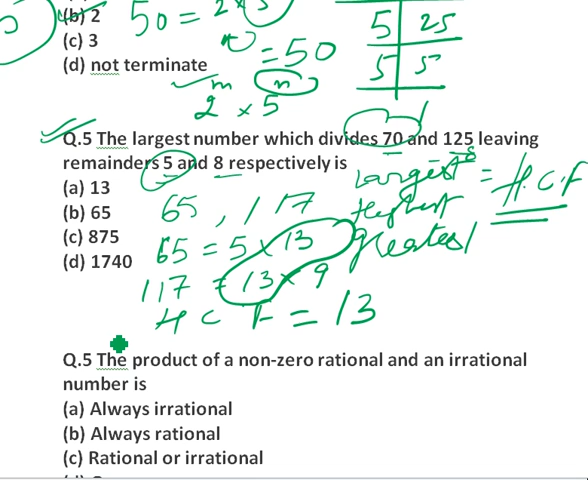 (b) 2
50 = 2 x 5
(c) 3
= 50
5 25
(d) not terminate
5 5
m n
2 x 5
Q.5 The largest number which divides 70 and 125 leaving
remainders 5 and 8 respectively is
Largest = H.C.F
(a) 13
(b) 65
65 , 117
Highest
(c) 875
65 = 5 x 13
greatest
(d) 1740
117 = 13 x 9
H C F = 13
Q.5 The product of a non-zero rational and an irrational
number is
(a) Always irrational
(b) Always rational
(c) Rational or irrational